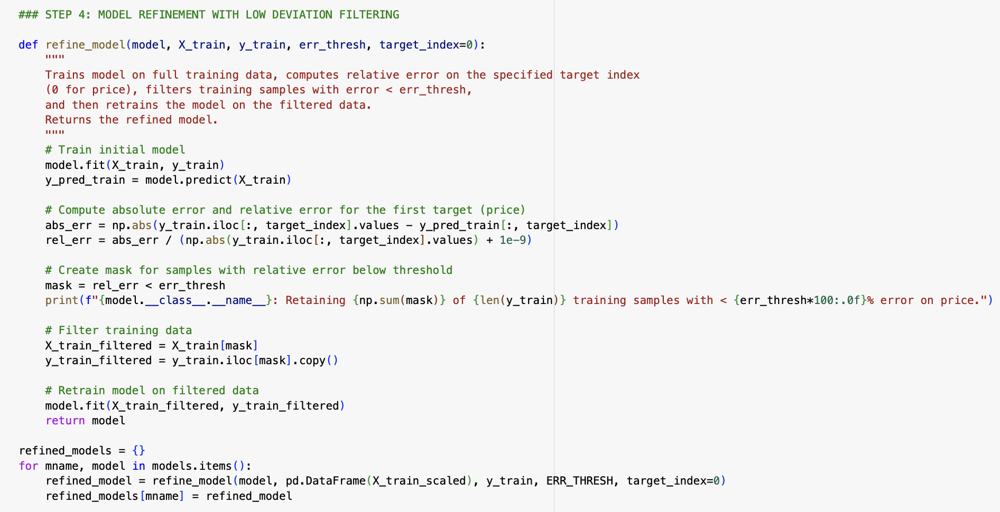 ### STEP 4: MODEL REFINEMENT WITH LOW DEVIATION FILTERING

def refine_model(model, X_train, y_train, err_thresh, target_index=0):
    """
    Trains model on full training data, computes relative error on the specified target index
    (0 for price), filters training samples with error < err_thresh,
    and then retrains the model on the filtered data.
    Returns the refined model.
    """
    # Train initial model
    model.fit(X_train, y_train)
    y_pred_train = model.predict(X_train)

    # Compute absolute error and relative error for the first target (price)
    abs_err = np.abs(y_train.iloc[:, target_index].values - y_pred_train[:, target_index])
    rel_err = abs_err / (np.abs(y_train.iloc[:, target_index].values) + 1e-9)

    # Create mask for samples with relative error below threshold
    mask = rel_err < err_thresh
    print(f"{model.__class__.__name__}: Retaining {np.sum(mask)} of {len(y_train)} training samples with < {err_thresh*100:.0f}% error on price.")

    # Filter training data
    X_train_filtered = X_train[mask]
    y_train_filtered = y_train.iloc[mask].copy()

    # Retrain model on filtered data
    model.fit(X_train_filtered, y_train_filtered)
    return model

refined_models = {}
for mname, model in models.items():
    refined_model = refine_model(model, pd.DataFrame(X_train_scaled), y_train, ERR_THRESH, target_index=0)
    refined_models[mname] = refined_model